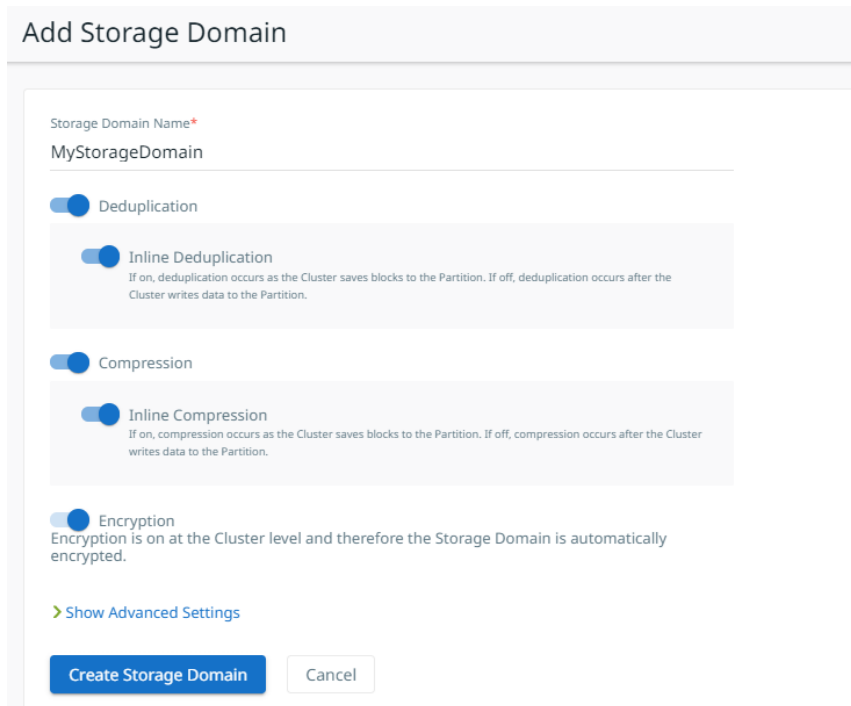 Add Storage Domain
Storage Domain Name*
MyStorageDomain
Deduplication
Inline Deduplication
If on, deduplication occurs as the Cluster saves blocks to the Partition. If off, deduplication occurs after the
Cluster writes data to the Partition.
Compression
Inline Compression
If on, compression occurs as the Cluster saves blocks to the Partition. If off, compression occurs after the Cluster
writes data to the Partition.
Encryption
Encryption is on at the Cluster level and therefore the Storage Domain is automatically
encrypted.
Show Advanced Settings
Create Storage Domain
Cancel